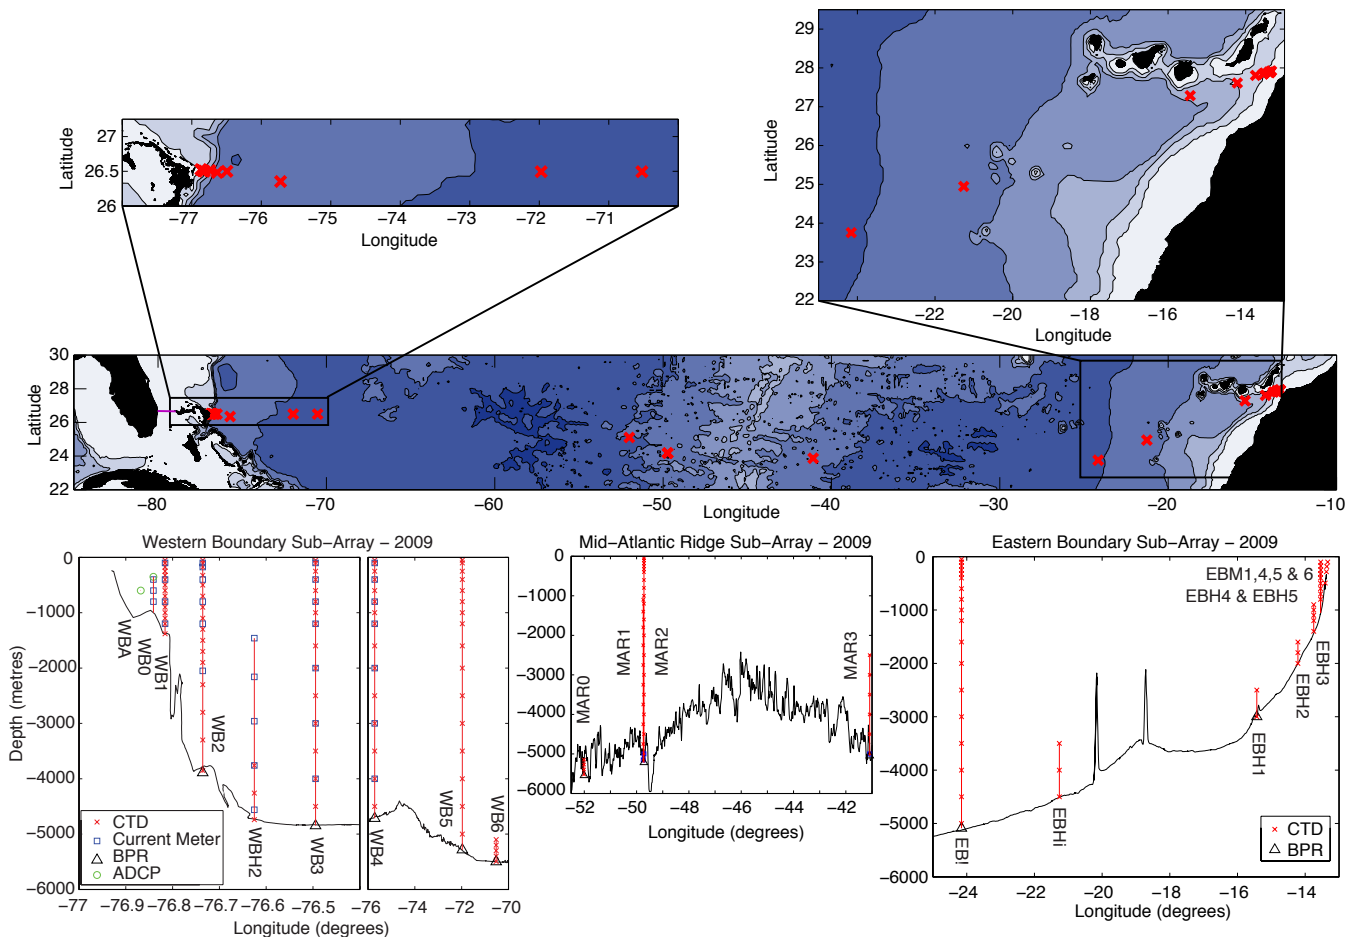 29
28
27
26
25
24
23
22
Latitude
−22
−20
−18
−16
−14
Longitude
27
26.5
26
Latitude
−77
−76
−75
−74
−73
−72
−71
Longitude
30
28
26
24
22
Latitude
−80
−70
−60
−50
−40
−30
−20
−10
Longitude
Western Boundary Sub−Array − 2009
0
−1000
−2000
−3000
−4000
−5000
−6000
Depth (metres)
WBA
WB0
WB1
WB2
WBH2
WB3
WB4
WB5
WB6
CTD
Current Meter
BPR
ADCP
−77
−76.9
−76.8
−76.7
−76.6
−76.5
−76
−74
−72
−70
Longitude (degrees)
Mid−Atlantic Ridge Sub−Array − 2009
0
−1000
−2000
−3000
−4000
−5000
−6000
MAR0
MAR1
MAR2
MAR3
−52
−50
−48
−46
−44
−42
Longitude (degrees)
Eastern Boundary Sub−Array − 2009
0
−1000
−2000
−3000
−4000
−5000
−6000
EBM1,4,5 & 6
EBH4 & EBH5
EBH3
EBH2
EBH1
EBHi
EB!
CTD
BPR
−24
−22
−20
−18
−16
−14
Longitude (degrees)